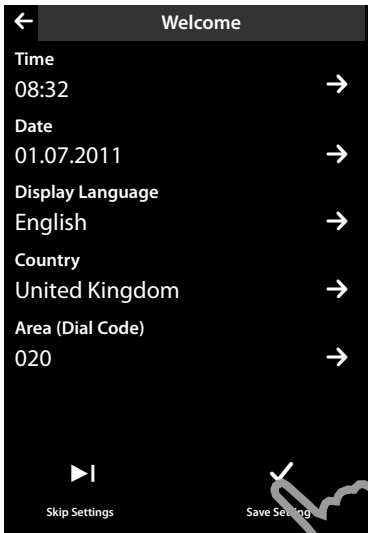 Welcome
Time
08:32
Date
01.07.2011
Display Language
English
Country
United Kingdom
Area (Dial Code)
020
Skip Settings
Save Setting